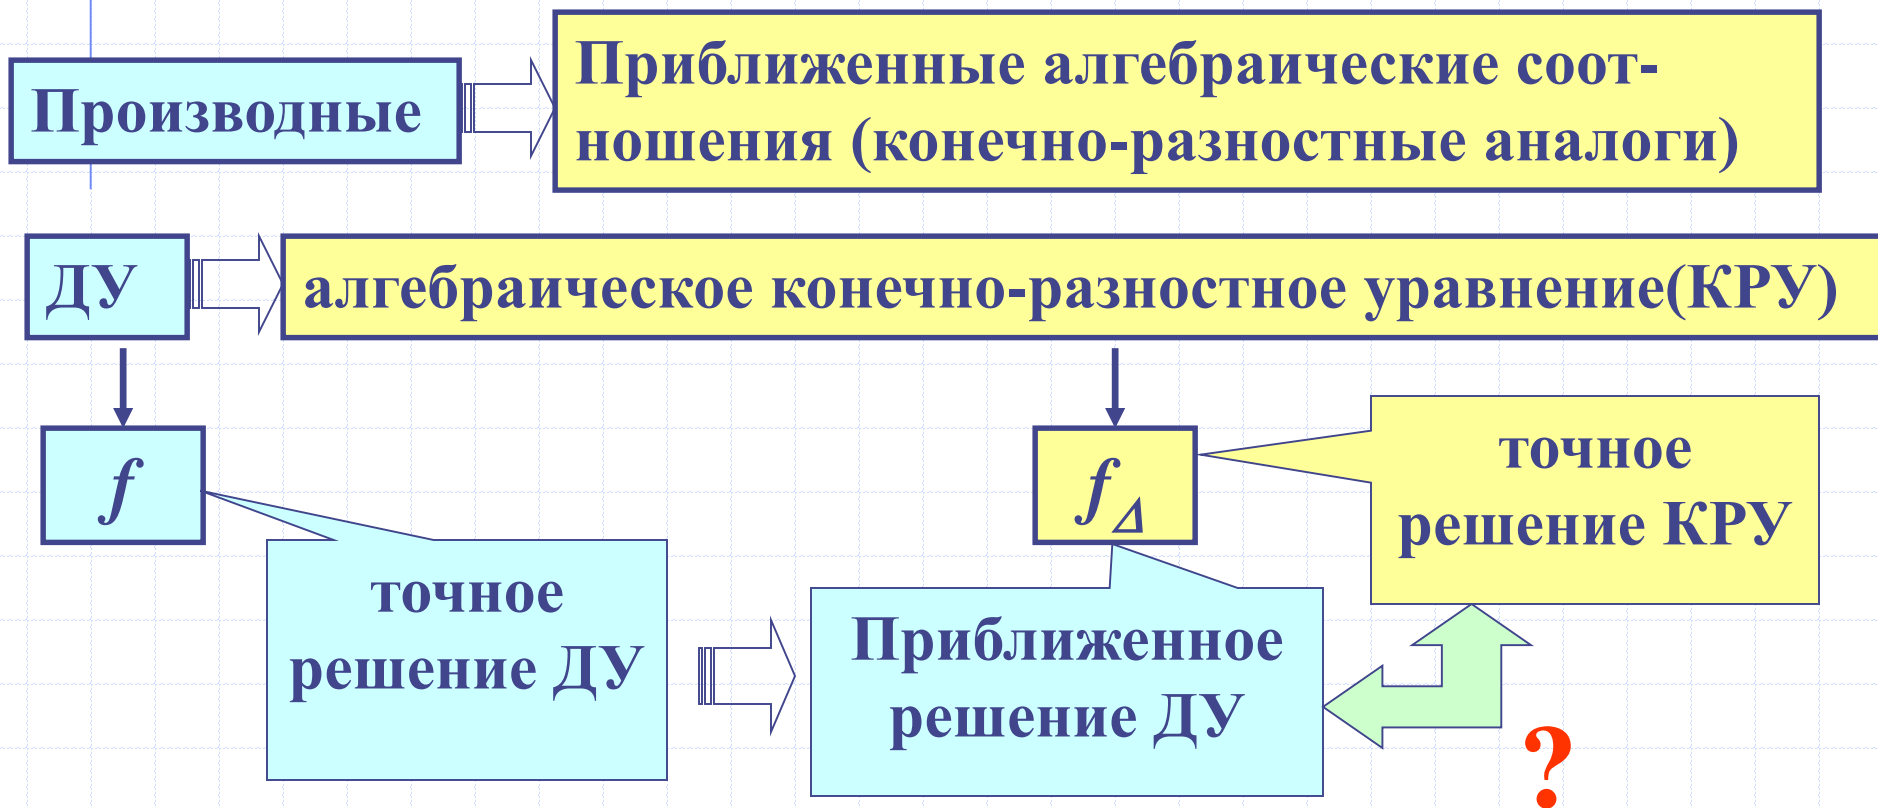 Производные
Приближенные алгебраические соот-
ношения (конечно-разностные аналоги)
ДУ
алгебраическое конечно-разностное уравнение(КРУ)
f
f_Δ
точное
решение КРУ
точное
решение ДУ
Приближенное
решение ДУ
?